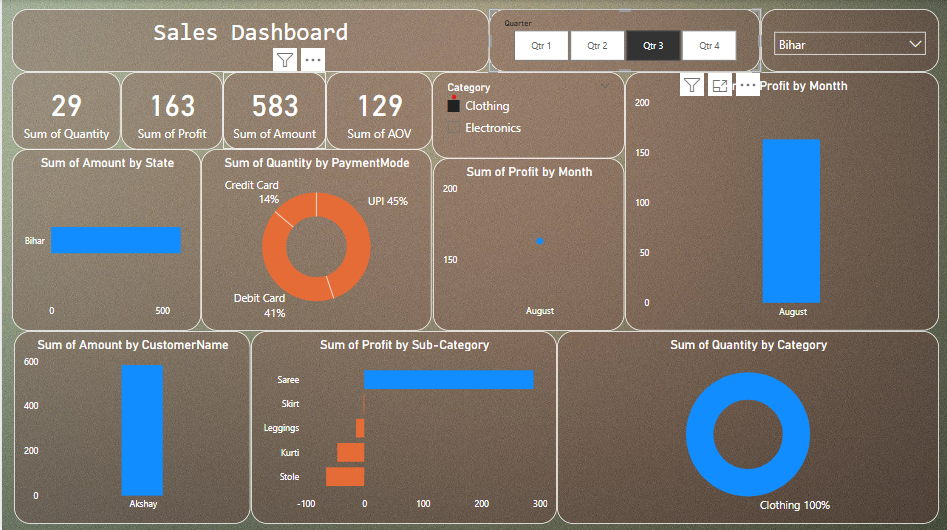 Sales Dashboard
Quarter
Qtr 1
Qtr 2
Qtr 3
Qtr 4
Bihar
29
Sum of Quantity
163
Sum of Profit
583
Sum of Amount
129
Sum of AOV
Category
Clothing
Electronics
Profit by Montth
200
150
100
50
0
August
Sum of Amount by State
Bihar
0
500
Sum of Quantity by PaymentMode
Credit Card
14%
UPI 45%
Debit Card
41%
Sum of Profit by Month
200
150
August
Sum of Amount by CustomerName
600
400
200
0
Akshay
Sum of Profit by Sub-Category
Saree
Skirt
Leggings
Kurti
Stole
-100
0
100
200
300
Sum of Quantity by Category
Clothing 100%